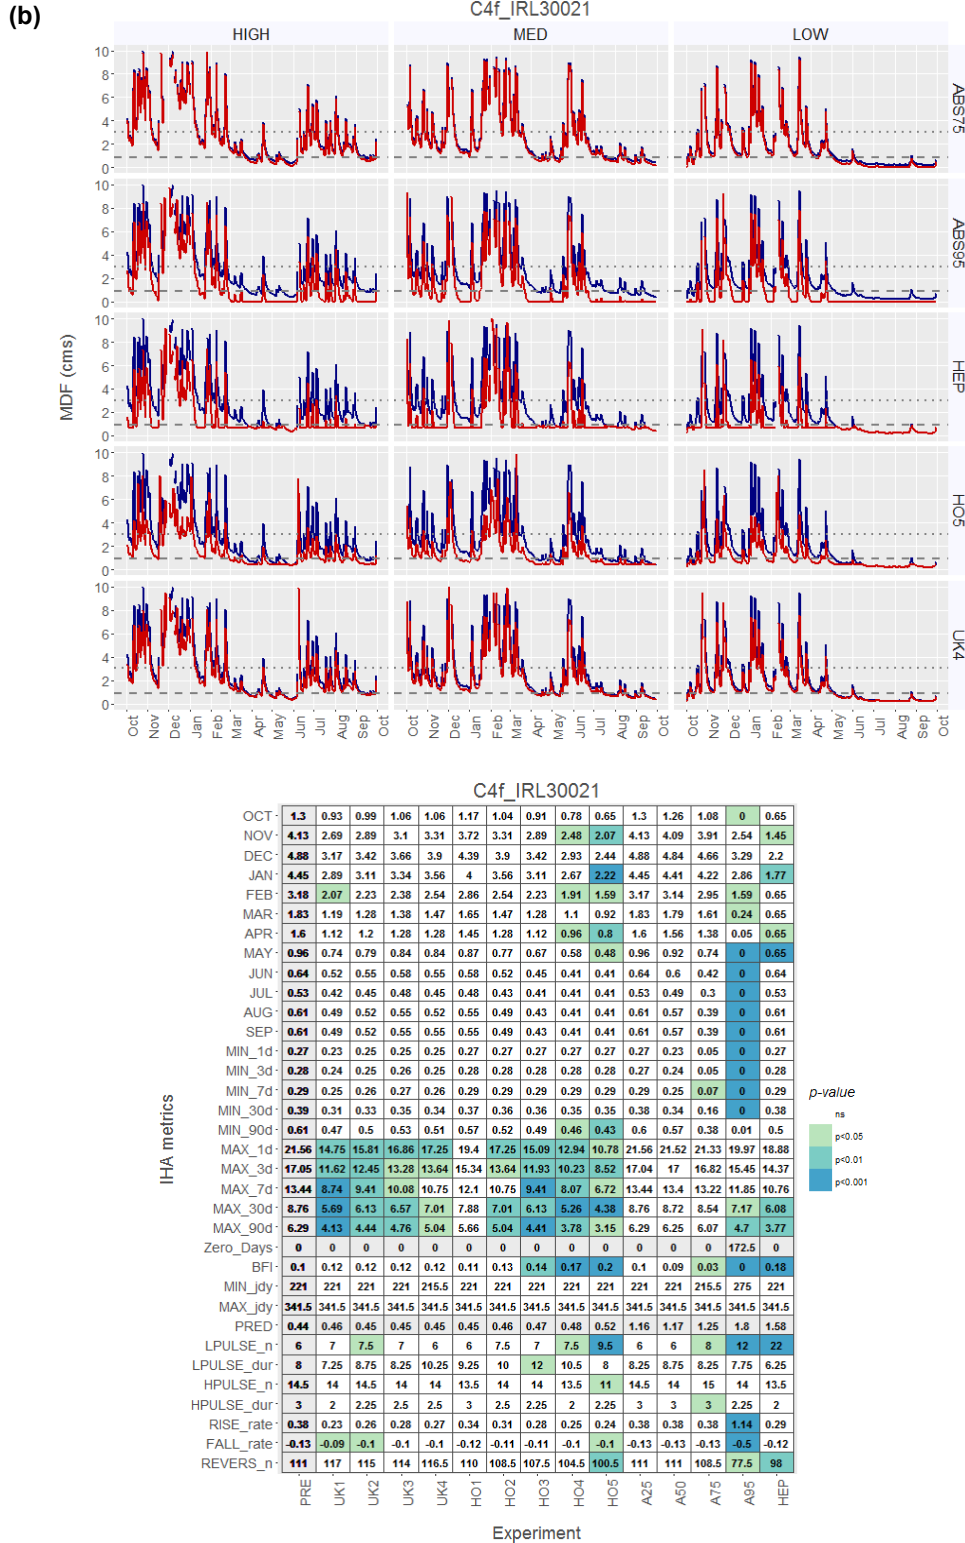 (b)
C4f_IRL30021
HIGH MED LOW
10 8 6 4 2 0 ABS75
10 8 6 4 2 0 ABS95
10 8 6 4 2 0 HEP
10 8 6 4 2 0 HO5
10 8 6 4 2 0 UK4
MDF (cms)
Oct Nov Dec Jan Feb Mar Apr May Jun Jul Aug Sep Oct Oct Nov Dec Jan Feb Mar Apr May Jun Jul Aug Sep Oct Oct Nov Dec Jan Feb Mar Apr May Jun Jul Aug Sep Oct
C4f_IRL30021
OCT 1.3 0.93 0.99 1.06 1.06 1.17 1.04 0.91 0.78 0.65 1.3 1.26 1.08 0 0.65
NOV 4.13 2.69 2.89 3.1 3.31 3.72 3.31 2.89 2.48 2.07 4.13 4.09 3.91 2.54 1.45
DEC 4.88 3.17 3.42 3.66 3.9 4.39 3.9 3.42 2.93 2.44 4.88 4.84 4.66 3.29 2.2
JAN 4.45 2.89 3.11 3.34 3.56 4 3.56 3.11 2.67 2.22 4.45 4.41 4.22 2.86 1.77
FEB 3.18 2.07 2.23 2.38 2.54 2.86 2.54 2.23 1.91 1.59 3.17 3.14 2.95 1.59 0.65
MAR 1.83 1.19 1.28 1.38 1.47 1.65 1.47 1.28 1.1 0.92 1.83 1.79 1.61 0.24 0.65
APR 1.6 1.12 1.2 1.28 1.28 1.45 1.28 1.12 0.96 0.8 1.6 1.56 1.38 0.05 0.65
MAY 0.96 0.74 0.79 0.84 0.84 0.87 0.77 0.67 0.58 0.48 0.96 0.92 0.74 0 0.65
JUN 0.64 0.52 0.55 0.58 0.55 0.58 0.52 0.45 0.41 0.41 0.64 0.6 0.42 0 0.64
JUL 0.53 0.42 0.45 0.48 0.45 0.48 0.43 0.41 0.41 0.41 0.53 0.49 0.3 0 0.53
AUG 0.61 0.49 0.52 0.55 0.52 0.55 0.49 0.43 0.41 0.41 0.61 0.57 0.39 0 0.61
SEP 0.61 0.49 0.52 0.55 0.55 0.55 0.49 0.43 0.41 0.41 0.61 0.57 0.39 0 0.61
MIN_1d 0.27 0.23 0.25 0.25 0.25 0.27 0.27 0.27 0.27 0.27 0.27 0.23 0.05 0 0.27
MIN_3d 0.28 0.24 0.25 0.26 0.25 0.28 0.28 0.28 0.28 0.28 0.27 0.24 0.05 0 0.28
MIN_7d 0.29 0.25 0.26 0.27 0.26 0.29 0.29 0.29 0.29 0.29 0.29 0.25 0.07 0 0.29
MIN_30d 0.39 0.31 0.33 0.35 0.34 0.37 0.36 0.36 0.35 0.35 0.38 0.34 0.16 0 0.38
MIN_90d 0.61 0.47 0.5 0.53 0.51 0.57 0.52 0.49 0.46 0.43 0.6 0.57 0.38 0.01 0.5
MAX_1d 21.56 14.75 15.81 16.86 17.25 19.4 17.25 15.09 12.94 10.78 21.56 21.52 21.33 19.97 18.88
MAX_3d 17.05 11.62 12.45 13.28 13.64 15.34 13.64 11.93 10.23 8.52 17.04 17 16.82 15.45 14.37
MAX_7d 13.44 8.74 9.41 10.08 10.75 12.1 10.75 9.41 8.07 6.72 13.44 13.4 13.22 11.85 10.76
MAX_30d 8.76 5.69 6.13 6.57 7.01 7.88 7.01 6.13 5.26 4.38 8.76 8.72 8.54 7.17 6.08
MAX_90d 6.29 4.13 4.44 4.76 5.04 5.66 5.04 4.41 3.78 3.15 6.29 6.25 6.07 4.7 3.77
Zero_Days 0 0 0 0 0 0 0 0 0 0 0 0 0 172.5 0
BFI 0.1 0.12 0.12 0.12 0.12 0.11 0.13 0.14 0.17 0.2 0.1 0.09 0.03 0 0.18
MIN_jdy 221 221 221 221 215.5 221 221 221 221 221 221 221 215.5 275 221
MAX_jdy 341.5 341.5 341.5 341.5 341.5 341.5 341.5 341.5 341.5 341.5 341.5 341.5 341.5 341.5 341.5
PRED 0.44 0.46 0.45 0.45 0.45 0.45 0.46 0.47 0.48 0.52 1.16 1.17 1.25 1.8 1.58
LPULSE_n 6 7 7.5 7 6 6 7.5 7 7.5 9.5 6 6 8 12 22
LPULSE_dur 8 7.25 8.75 8.25 10.25 9.25 10 12 10.5 8 8.25 8.75 8.25 7.75 6.25
HPULSE_n 14.5 14 14.5 14 14 13.5 14 14 13.5 11 14.5 14 15 14 13.5
HPULSE_dur 3 2 2.25 2.5 2.5 3 2.5 2.25 2 2.25 3 3 3 2.25 2
RISE_rate 0.38 0.23 0.26 0.28 0.27 0.34 0.31 0.28 0.25 0.24 0.38 0.38 0.38 1.14 0.29
FALL_rate -0.13 -0.09 -0.1 -0.1 -0.1 -0.12 -0.11 -0.11 -0.1 -0.1 -0.13 -0.13 -0.13 -0.5 -0.12
REVERS_n 111 117 115 114 116.5 110 108.5 107.5 104.5 100.5 111 111 108.5 77.5 98
PRE UK1 UK2 UK3 UK4 HO1 HO2 HO3 HO4 HO5 A25 A50 A75 A95 HEP
IHA metrics
Experiment
p-value
ns
p<0.05
p<0.01
p<0.001